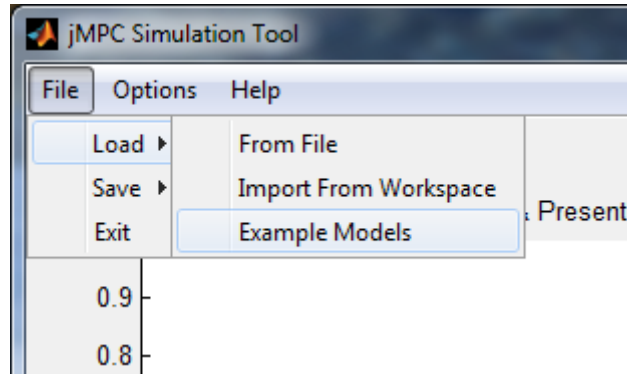 jMPC Simulation Tool
File Options Help
Load From File
Save Import From Workspace
Exit Example Models
& Present
0.9
0.8